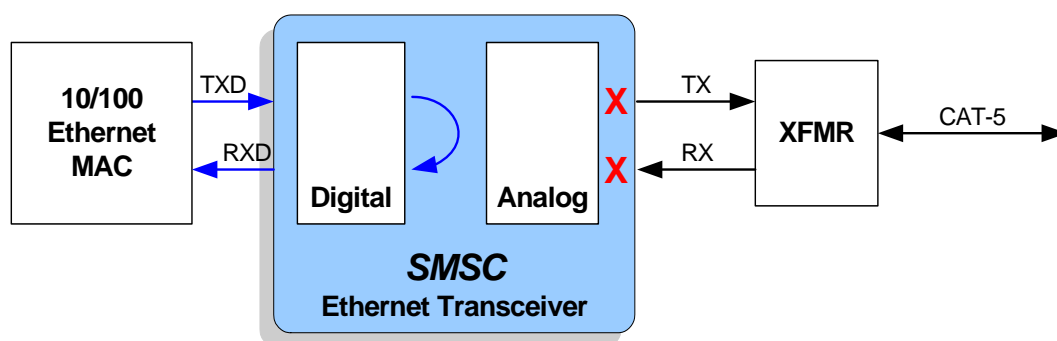 10/100
Ethernet
MAC
TXD
RXD
Digital
Analog
X
X
SMSC
Ethernet Transceiver
TX
RX
XFMR
CAT-5